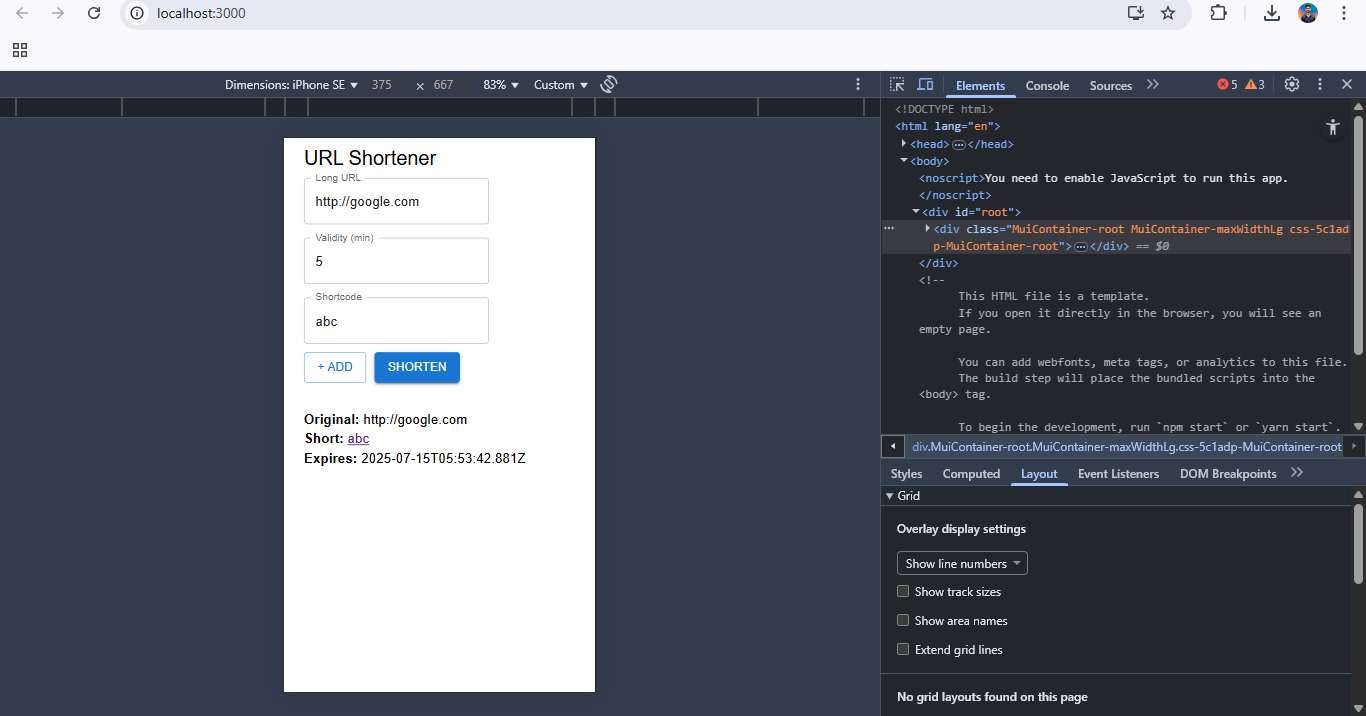 localhost:3000
Dimensions: iPhone SE 375 × 667 83% Custom
Elements Console Sources 5 3
URL Shortener
Long URL
http://google.com
Validity (min)
5
Shortcode
abc
+ ADD SHORTEN
Original: http://google.com
Short: abc
Expires: 2025-07-15T05:53:42.881Z
<!DOCTYPE html>
<html lang="en">
<head> … </head>
<body>
<noscript>You need to enable JavaScript to run this app.
</noscript>
<div id="root">
… <div class="MuiContainer-root MuiContainer-maxWidthLg css-5c1ad
p-MuiContainer-root"> … </div> == $0
</div>
<!--
This HTML file is a template.
If you open it directly in the browser, you will see an
empty page.
You can add webfonts, meta tags, or analytics to this file.
The build step will place the bundled scripts into the
<body> tag.
To begin the development, run `npm start` or `yarn start`.
div.MuiContainer-root.MuiContainer-maxWidthLg.css-5c1adp-MuiContainer-root
Styles Computed Layout Event Listeners DOM Breakpoints
Grid
Overlay display settings
Show line numbers
Show track sizes
Show area names
Extend grid lines
No grid layouts found on this page